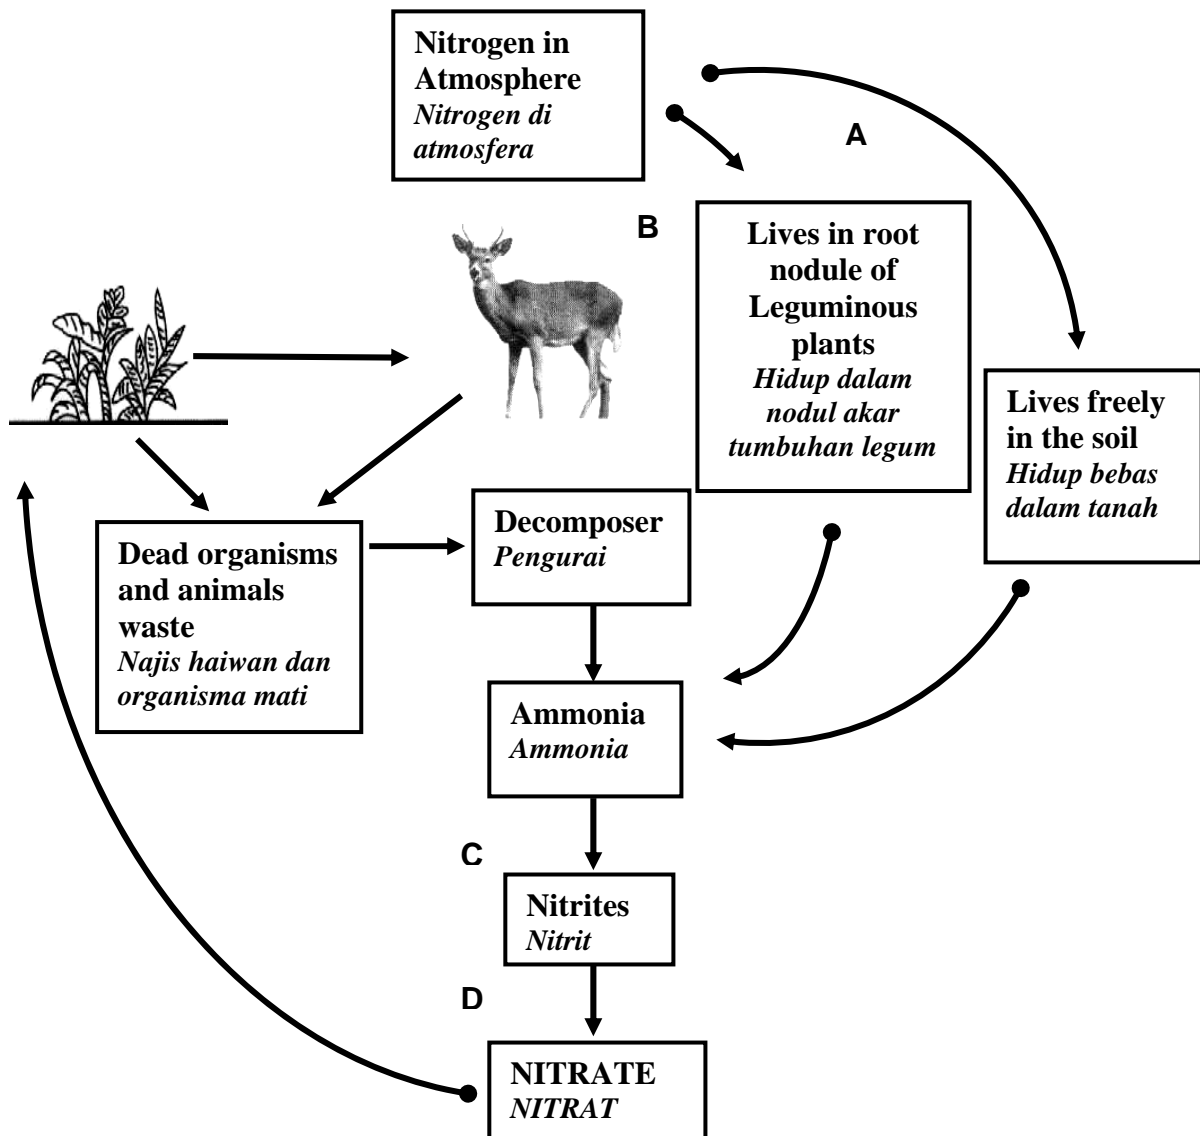 Nitrogen in
Atmosphere
Nitrogen di
atmosfera
A
B
Lives in root
nodule of
Leguminous
plants
Hidup dalam
nodul akar
tumbuhan legum
Lives freely
in the soil
Hidup bebas
dalam tanah
Decomposer
Pengurai
Dead organisms
and animals
waste
Najis haiwan dan
organisma mati
Ammonia
Ammonia
C
Nitrites
Nitrit
D
NITRATE
NITRAT